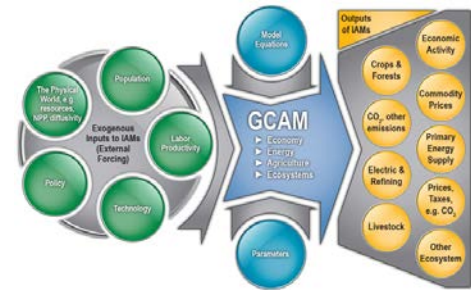 The Physical
World, e.g.
resources,
NPP, diffusivity
Population
Exogenous
Inputs to IAMs
(External
Forcing)
Labor
Productivity
Policy
Technology
Model
Equations
GCAM
► Economy
► Energy
► Agriculture
► Ecosystems
Parameters
Outputs
of IAMs
Crops &
Forests
CO₂, other
emissions
Electric &
Refining
Livestock
Economic
Activity
Commodity
Prices
Primary
Energy
Supply
Prices,
Taxes,
e.g. CO₂
Other
Ecosystem